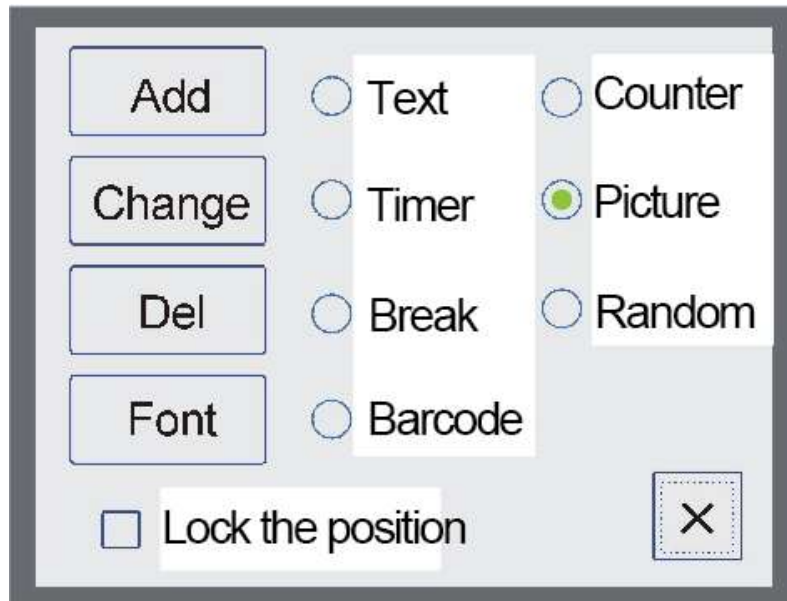 Add Text Counter
Change Timer Picture
Del Break Random
Font Barcode
Lock the position
×